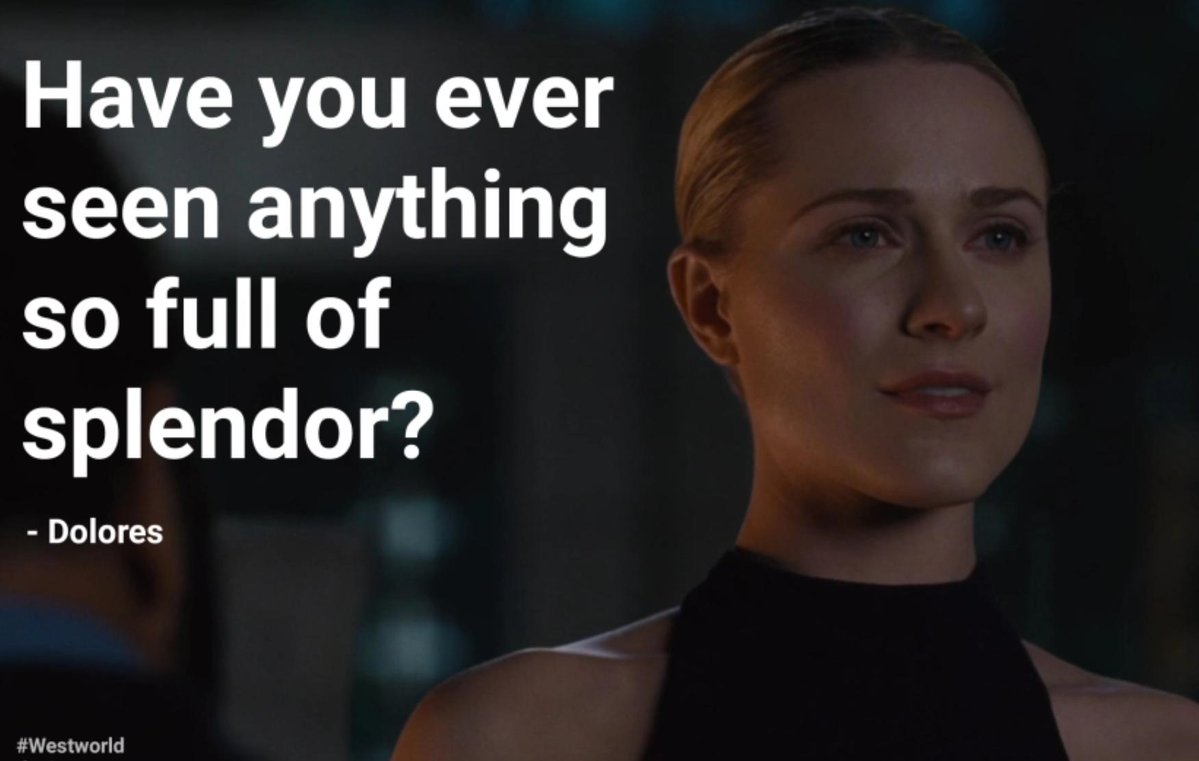 Have you ever
seen anything
so full of
splendor?
- Dolores
#Westworld